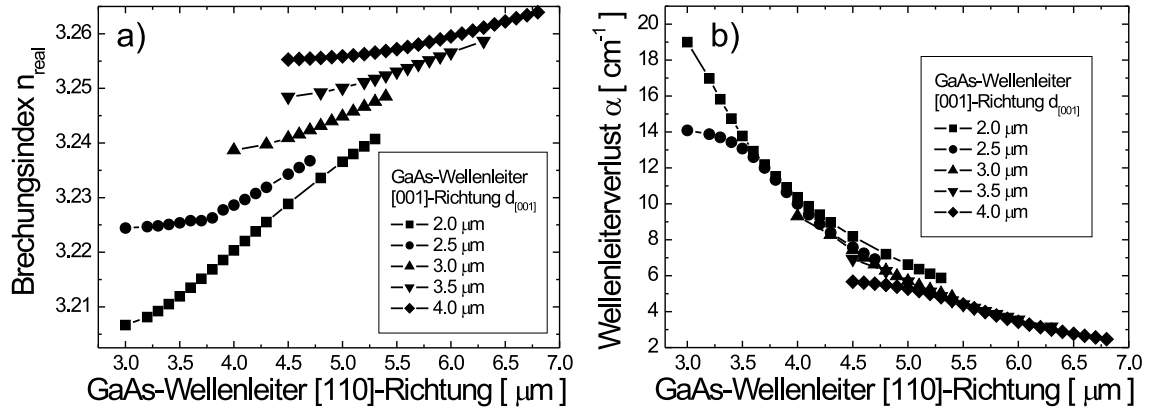 a)
Brechungsindex n_real
3.26
3.25
3.24
3.23
3.22
3.21
3.0 3.5 4.0 4.5 5.0 5.5 6.0 6.5 7.0
GaAs-Wellenleiter [110]-Richtung [ µm]
GaAs-Wellenleiter
[001]-Richtung d[001]
2.0 µm
2.5 µm
3.0 µm
3.5 µm
4.0 µm
b)
Wellenleiterverlust α [ cm-1]
20
18
16
14
12
10
8
6
4
2
3.0 3.5 4.0 4.5 5.0 5.5 6.0 6.5 7.0
GaAs-Wellenleiter [110]-Richtung [ µm]
GaAs-Wellenleiter
[001]-Richtung d[001]
2.0 µm
2.5 µm
3.0 µm
3.5 µm
4.0 µm